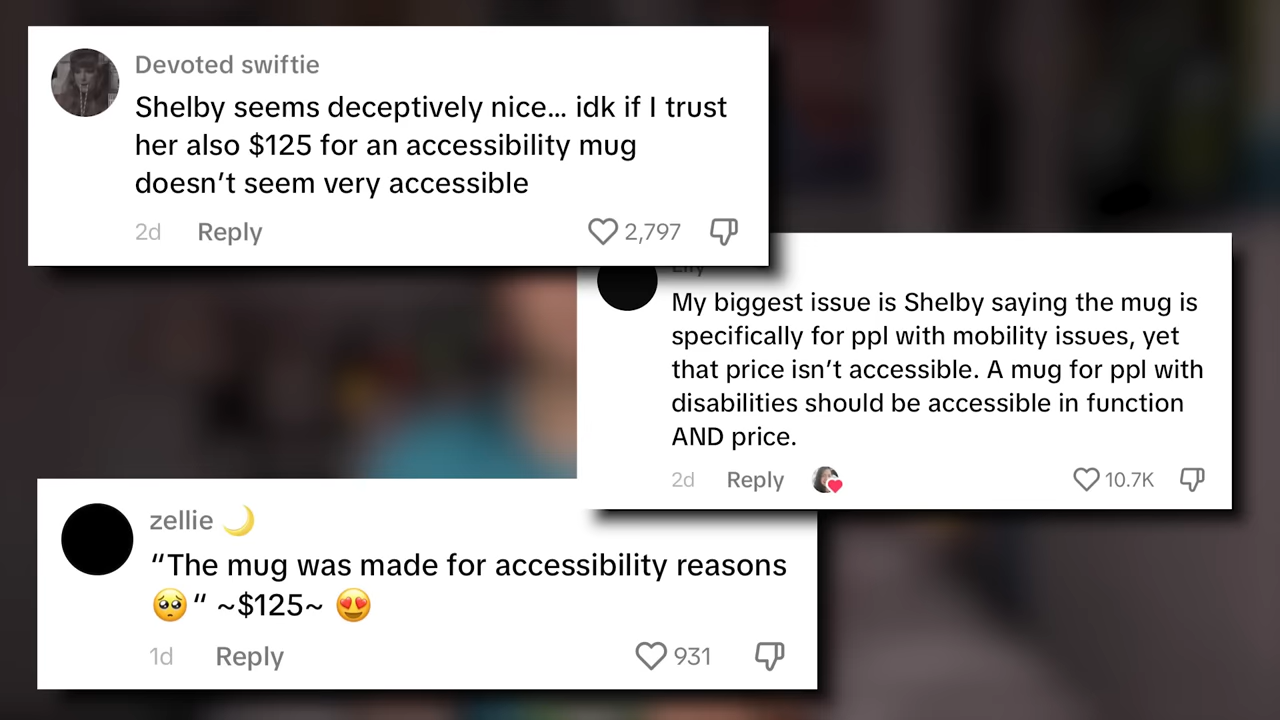 Devoted swiftie
Shelby seems deceptively nice... idk if I trust
her also $125 for an accessibility mug
doesn't seem very accessible
2d Reply 2,797
Lily
My biggest issue is Shelby saying the mug is
specifically for ppl with mobility issues, yet
that price isn't accessible. A mug for ppl with
disabilities should be accessible in function
AND price.
2d Reply 10.7K
zellie 🌙
“The mug was made for accessibility reasons
🥺“ ~$125~ 😍
1d Reply 931